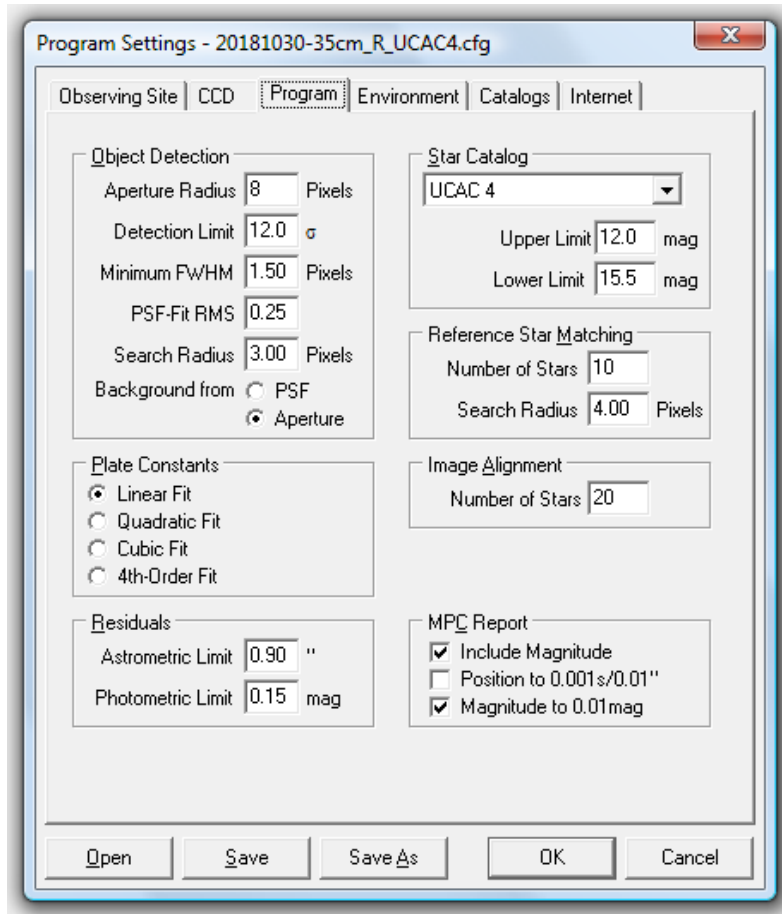 Program Settings - 20181030-35cm_R_UCAC4.cfg
X
Observing Site CCD Program Environment Catalogs Internet
Object Detection
Aperture Radius 8 Pixels
Detection Limit 12.0 σ
Minimum FWHM 1.50 Pixels
PSF-Fit RMS 0.25
Search Radius 3.00 Pixels
Background from PSF
Aperture
Star Catalog
UCAC 4
Upper Limit 12.0 mag
Lower Limit 15.5 mag
Reference Star Matching
Number of Stars 10
Search Radius 4.00 Pixels
Plate Constants
Linear Fit
Quadratic Fit
Cubic Fit
4th-Order Fit
Image Alignment
Number of Stars 20
Residuals
Astrometric Limit 0.90 "
Photometric Limit 0.15 mag
MPC Report
Include Magnitude
Position to 0.001s/0.01"
Magnitude to 0.01mag
Open Save Save As OK Cancel